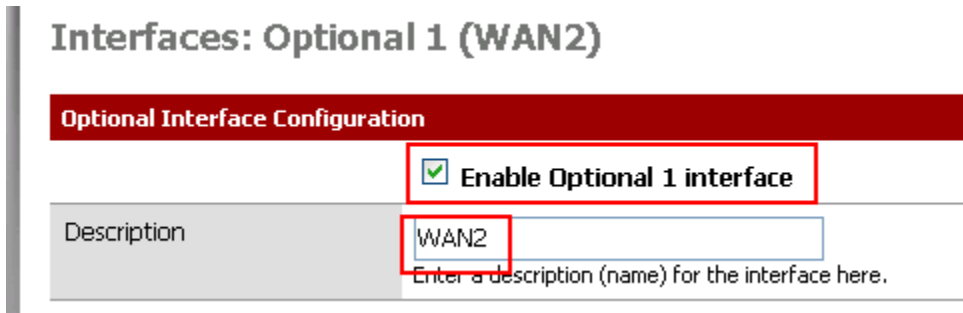 Interfaces: Optional 1 (WAN2)
Optional Interface Configuration
Enable Optional 1 interface
Description
WAN2
Enter a description (name) for the interface here.